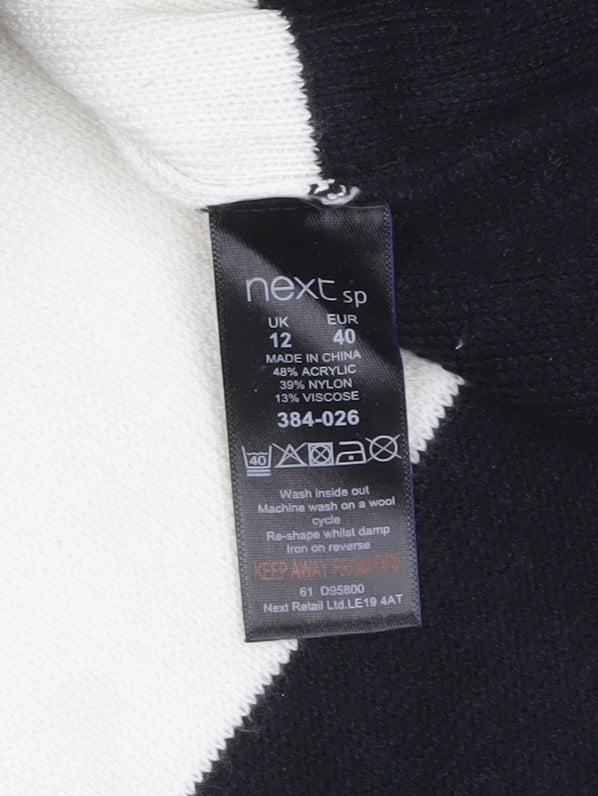 next sp
UK EUR
12 40
MADE IN CHINA
48% ACRYLIC
39% NYLON
13% VISCOSE
384-026
40
Wash inside out
Machine wash on a wool
cycle
Re-shape whilst damp
Iron on reverse
KEEP AWAY FROM FIRE
61 D95800
Next Retail Ltd.LE19 4AT